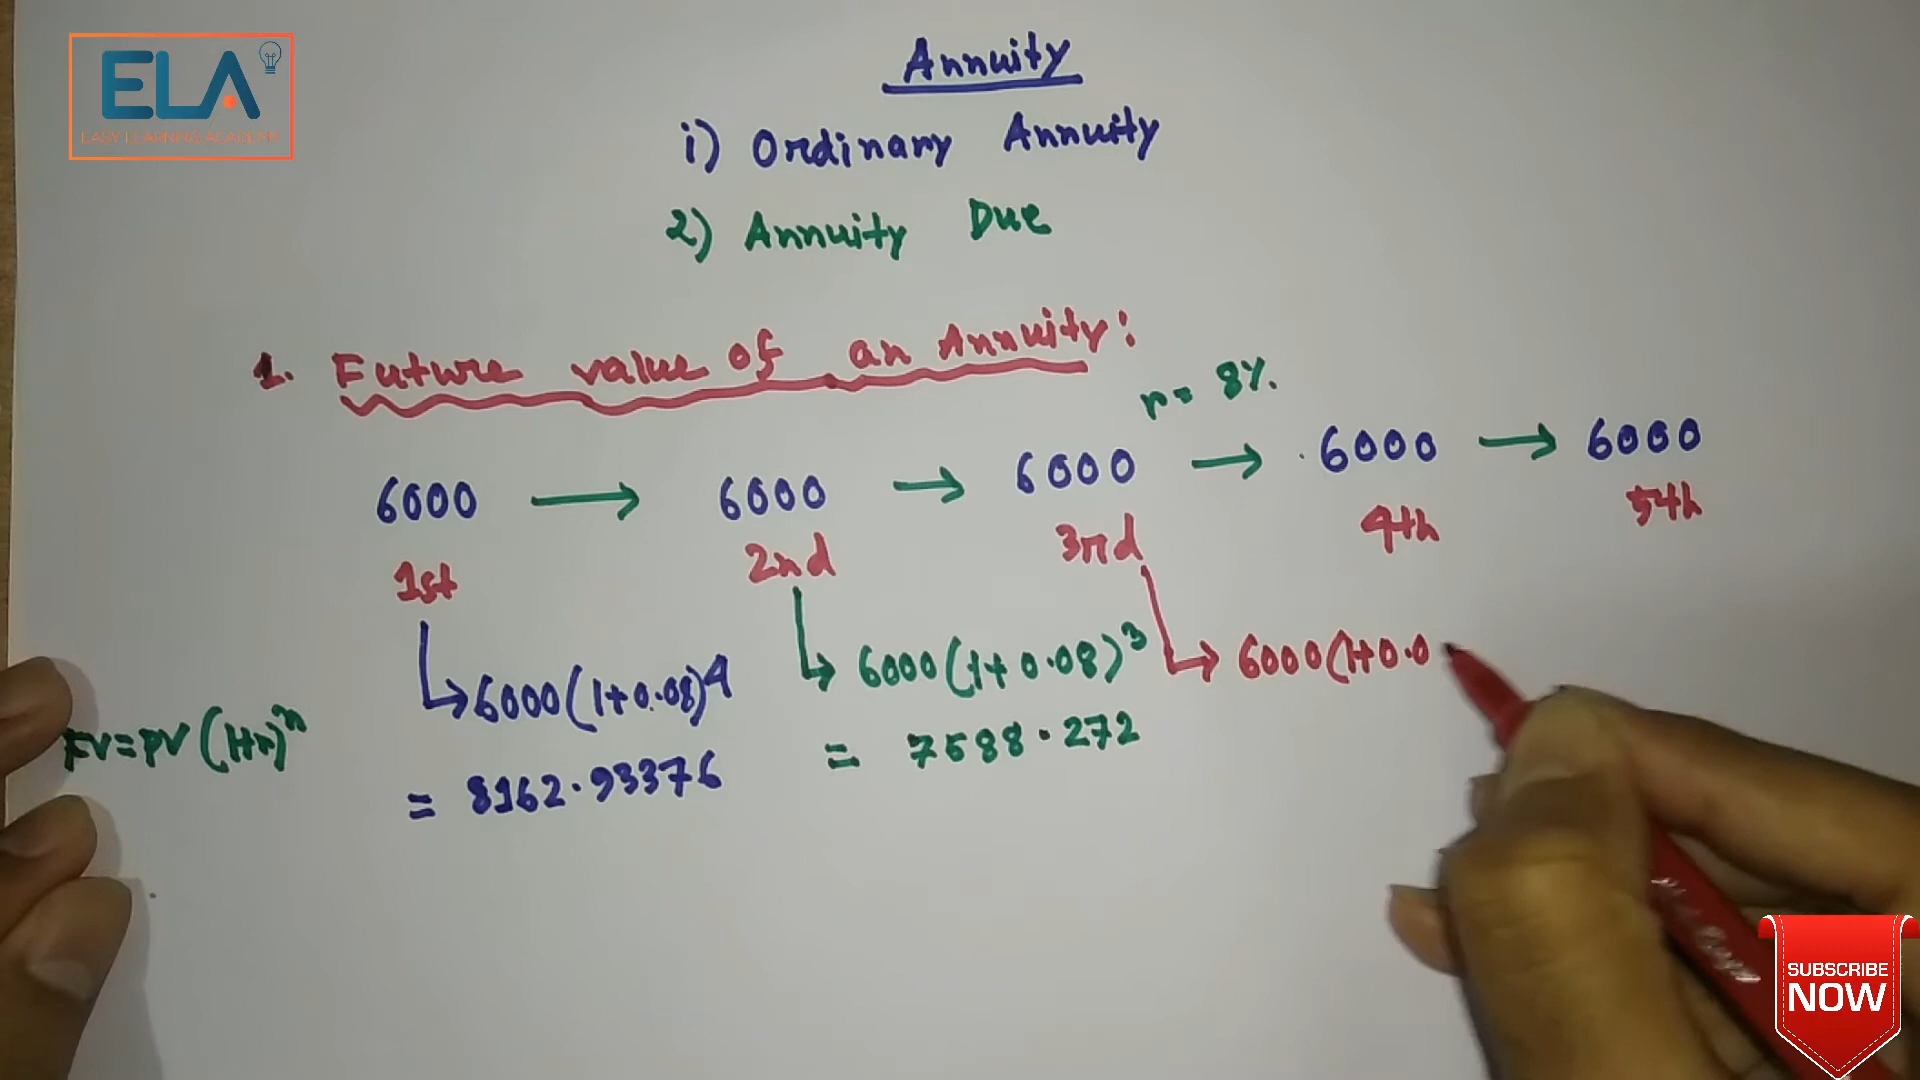 ELA
EASY LEARNING ACADEMY
Annuity
i) Ordinary Annuity
2) Annuity Due
1. Future value of an Annuity:
r = 8%.
6000 → 6000 → 6000 → 6000 → 6000
1st 2nd 3rd 4th 5th
6000(1+0.08)^4 6000(1+0.08)^3 6000(1+0.0
FV=PV(1+r)^n
= 8162.93376 = 7588.272
SUBSCRIBE
NOW